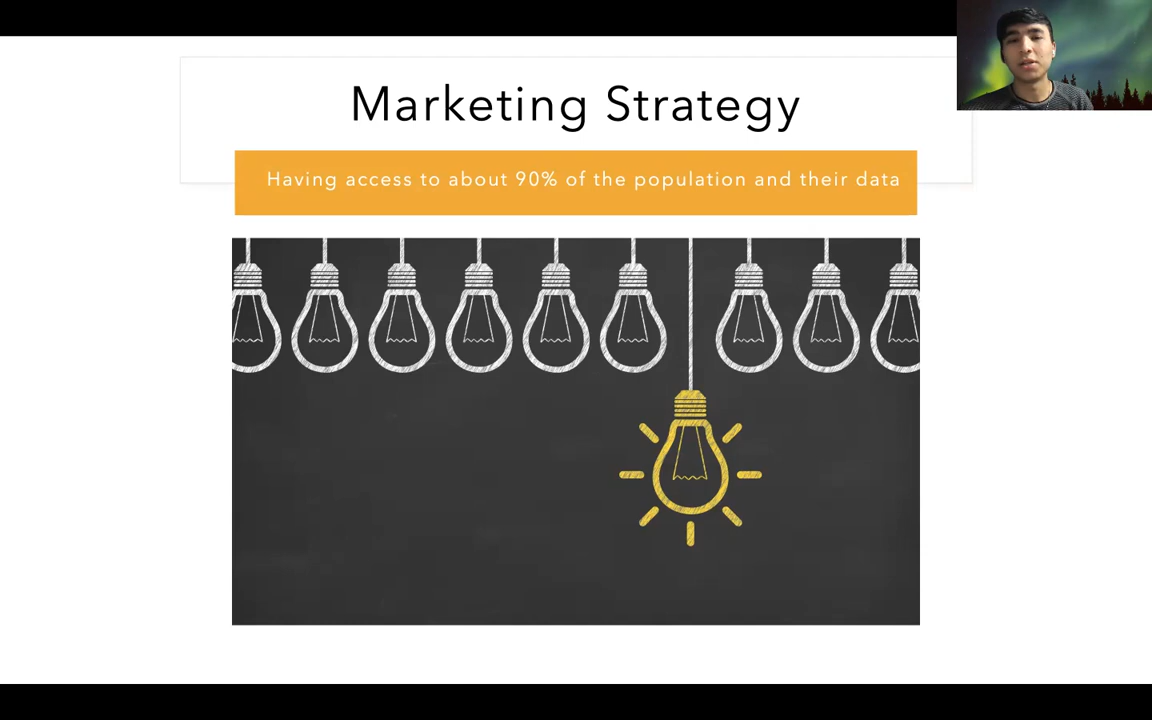 Marketing Strategy
Having access to about 90% of the population and their data